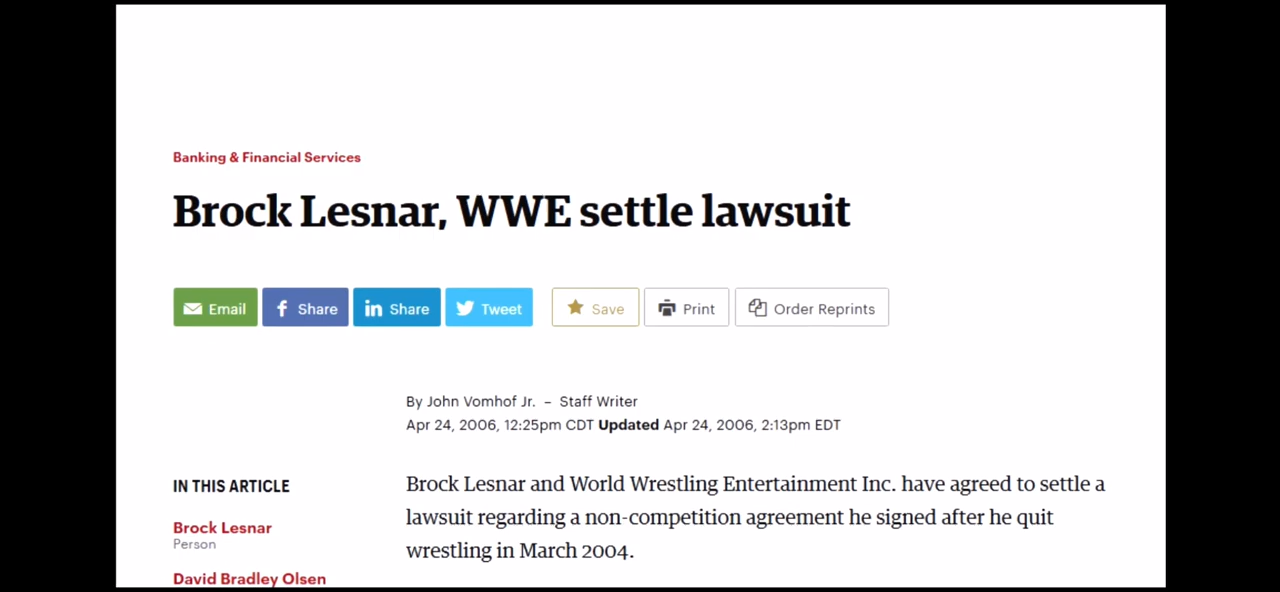 Banking & Financial Services
Brock Lesnar, WWE settle lawsuit
Email Share Share Tweet Save Print Order Reprints
By John Vomhof Jr. – Staff Writer
Apr 24, 2006, 12:25pm CDT Updated Apr 24, 2006, 2:13pm EDT
IN THIS ARTICLE
Brock Lesnar
Person
David Bradley Olsen
Brock Lesnar and World Wrestling Entertainment Inc. have agreed to settle a
lawsuit regarding a non-competition agreement he signed after he quit
wrestling in March 2004.